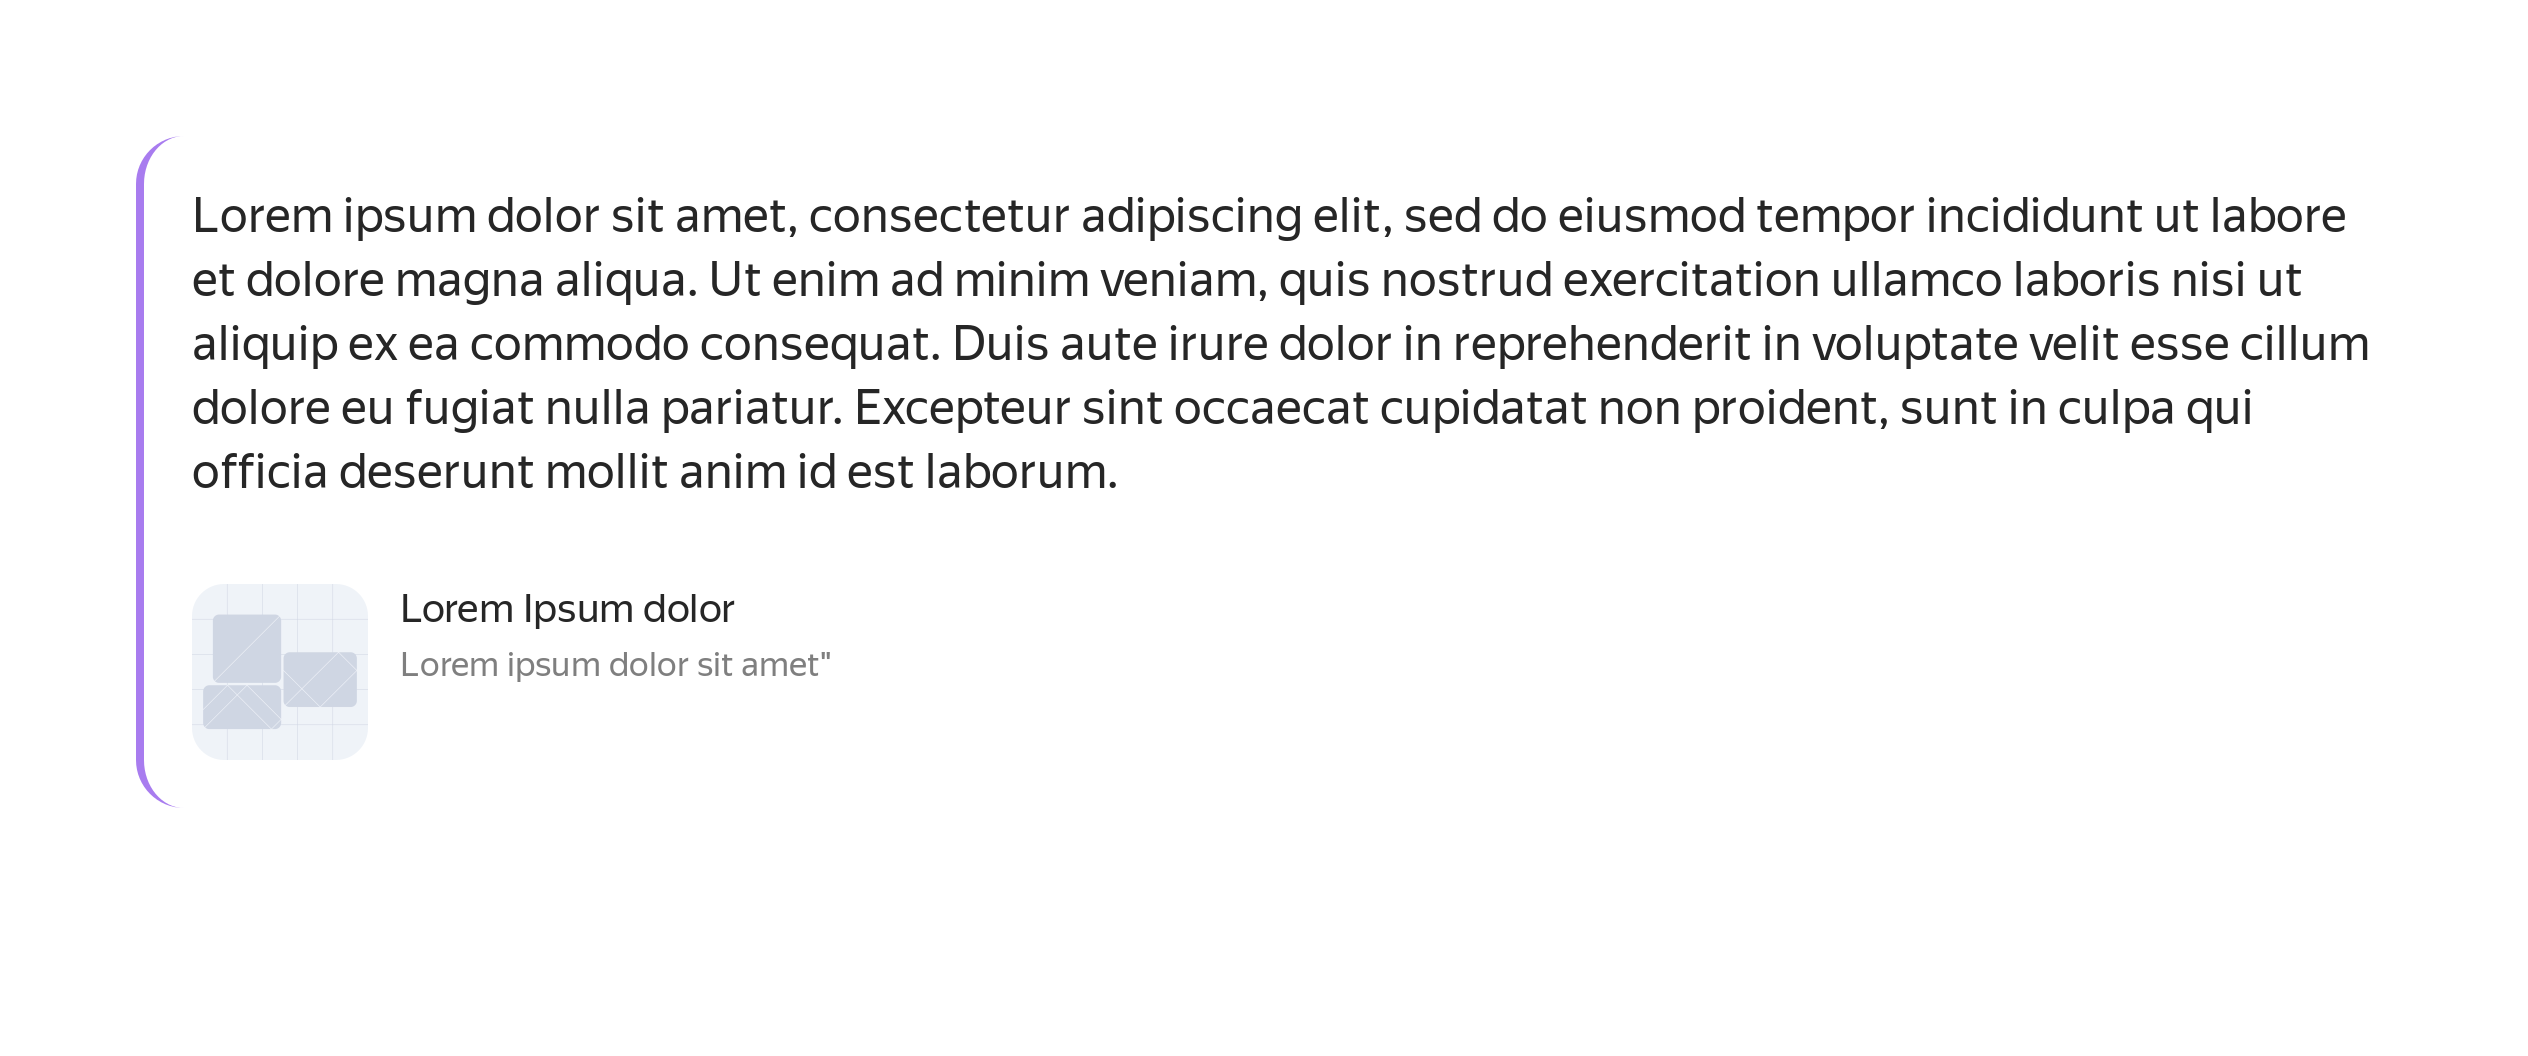 Lorem ipsum dolor sit amet, consectetur adipiscing elit, sed do eiusmod tempor incididunt ut labore
et dolore magna aliqua. Ut enim ad minim veniam, quis nostrud exercitation ullamco laboris nisi ut
aliquip ex ea commodo consequat. Duis aute irure dolor in reprehenderit in voluptate velit esse cillum
dolore eu fugiat nulla pariatur. Excepteur sint occaecat cupidatat non proident, sunt in culpa qui
officia deserunt mollit anim id est laborum.
Lorem Ipsum dolor
Lorem ipsum dolor sit amet"